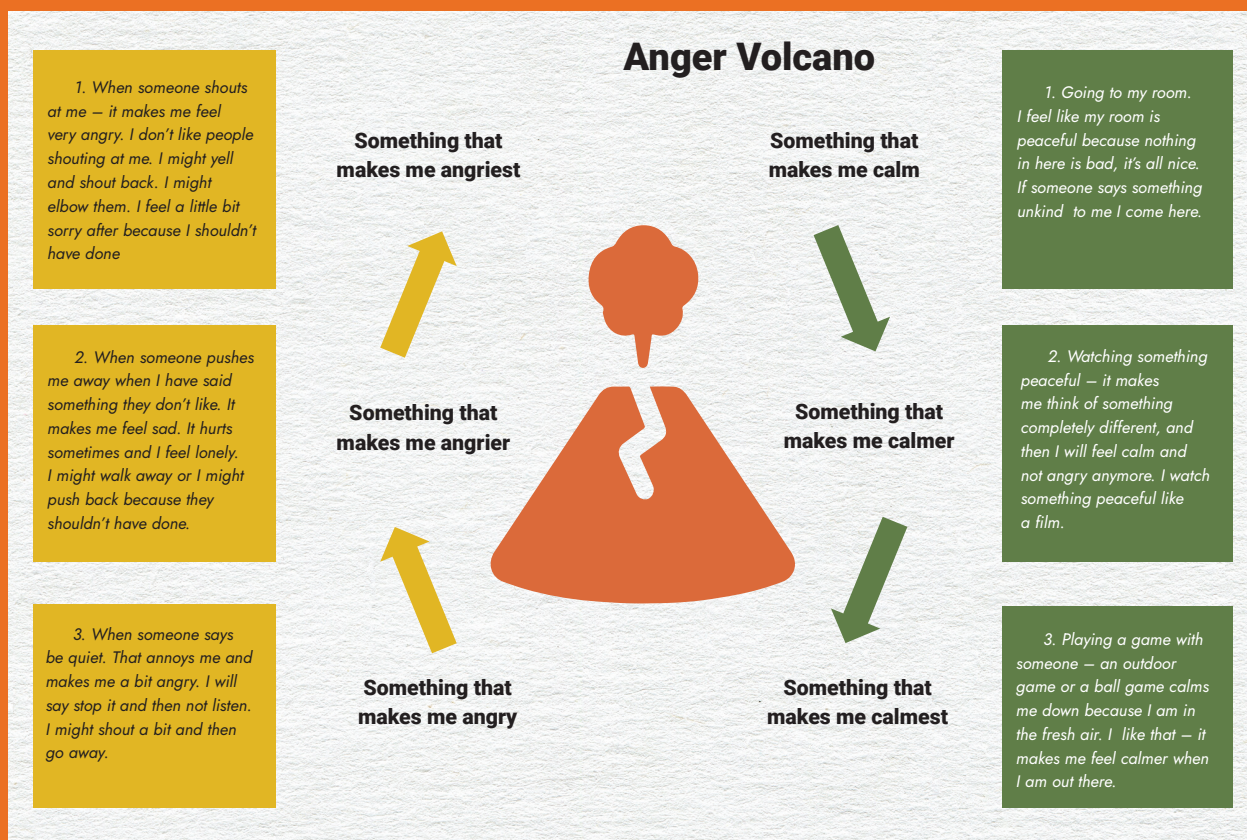 Anger Volcano
1. When someone shouts
at me – it makes me feel
very angry. I don’t like people
shouting at me. I might yell
and shout back. I might
elbow them. I feel a little bit
sorry after because I shouldn’t
have done
Something that
makes me angriest
2. When someone pushes
me away when I have said
something they don’t like. It
makes me feel sad. It hurts
sometimes and I feel lonely.
I might walk away or I might
push back because they
shouldn’t have done.
Something that
makes me angrier
3. When someone says
be quiet. That annoys me and
makes me a bit angry. I will
say stop it and then not listen.
I might shout a bit and then
go away.
Something that
makes me angry
Something that
makes me calm
1. Going to my room.
I feel like my room is
peaceful because nothing
in here is bad, it’s all nice.
If someone says something
unkind to me I come here.
Something that
makes me calmer
2. Watching something
peaceful – it makes
me think of something
completely different, and
then I will feel calm and
not angry anymore. I watch
something peaceful like
a film.
Something that
makes me calmest
3. Playing a game with
someone – an outdoor
game or a ball game calms
me down because I am in
the fresh air. I like that – it
makes me feel calmer when
I am out there.